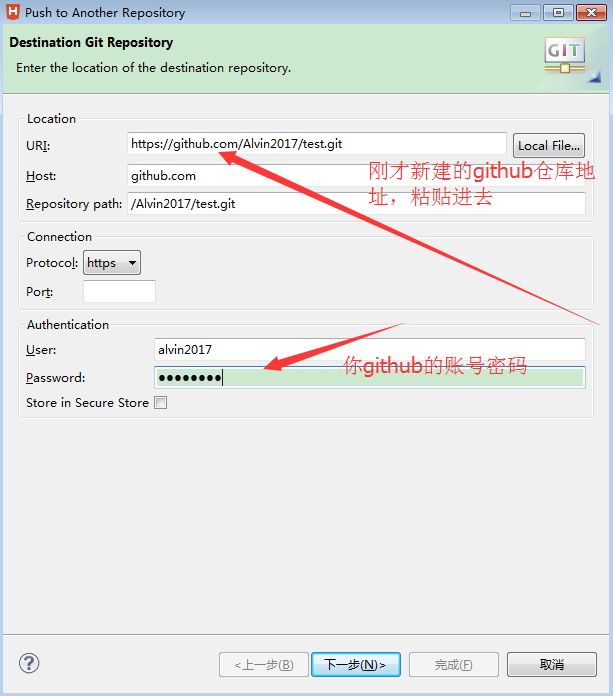 Push to Another Repository
Destination Git Repository
Enter the location of the destination repository.
GIT
Location
URI: https://github.com/Alvin2017/test.git Local File...
Host: github.com
刚才新建的github仓库地
址，粘贴进去
Repository path: /Alvin2017/test.git
Connection
Protocol: https
Port:
Authentication
User: alvin2017
Password: ●●●●●●●●
你github的账号密码
Store in Secure Store
<上一步(B) 下一步(N)> 完成(F) 取消